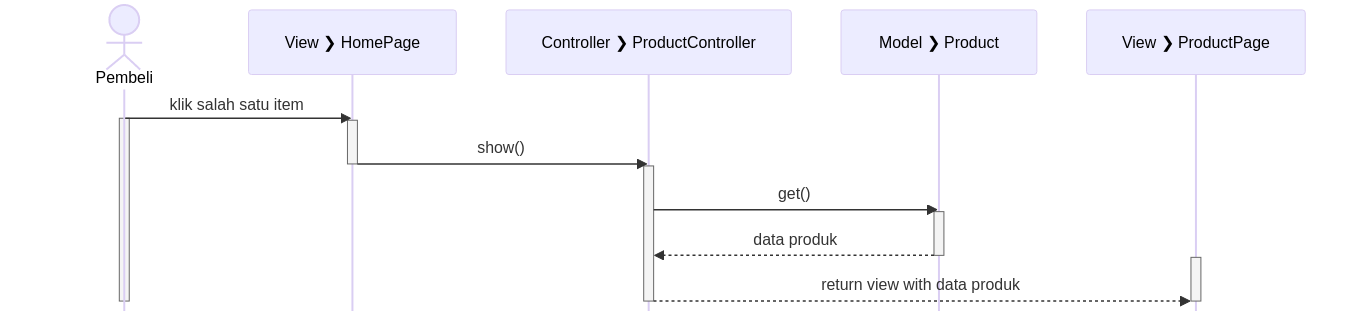 Pembeli
View ❯ HomePage
Controller ❯ ProductController
Model ❯ Product
View ❯ ProductPage
klik salah satu item
show()
get()
data produk
return view with data produk